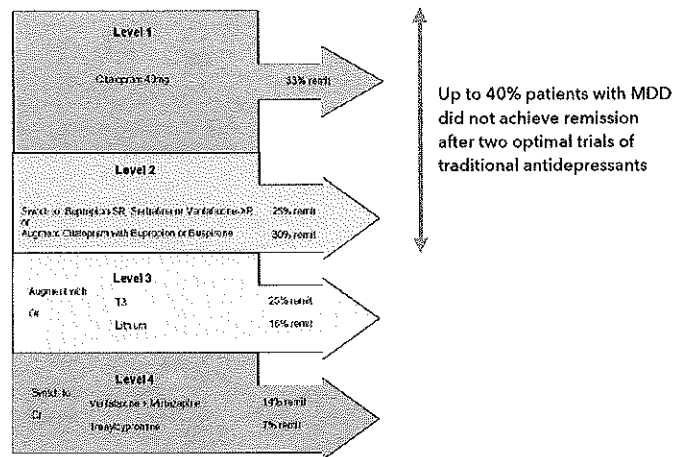 Level 1
Citalopram 40mg
33% remit
Up to 40% patients with MDD
did not achieve remission
after two optimal trials of
traditional antidepressants
Level 2
Switch to: Bupropion SR, Sertraline or Venlafaxine-XR
25% remit
or
Augment Citalopram with Bupropion or Buspirone
30% remit
Level 3
Augment with
T3
25% remit
Or
Lithium
16% remit
Level 4
Switch to
Venlafaxine + Mirtazapine
14% remit
Or
Tranylcypromine
7% remit